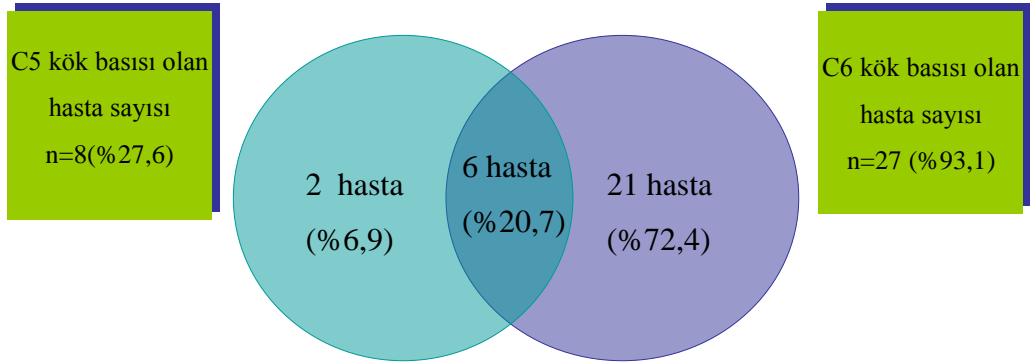 C5 kök basısı olan
hasta sayısı
n=8(%27,6)
2 hasta
(%6,9)
6 hasta
(%20,7)
21 hasta
(%72,4)
C6 kök basısı olan
hasta sayısı
n=27 (%93,1)